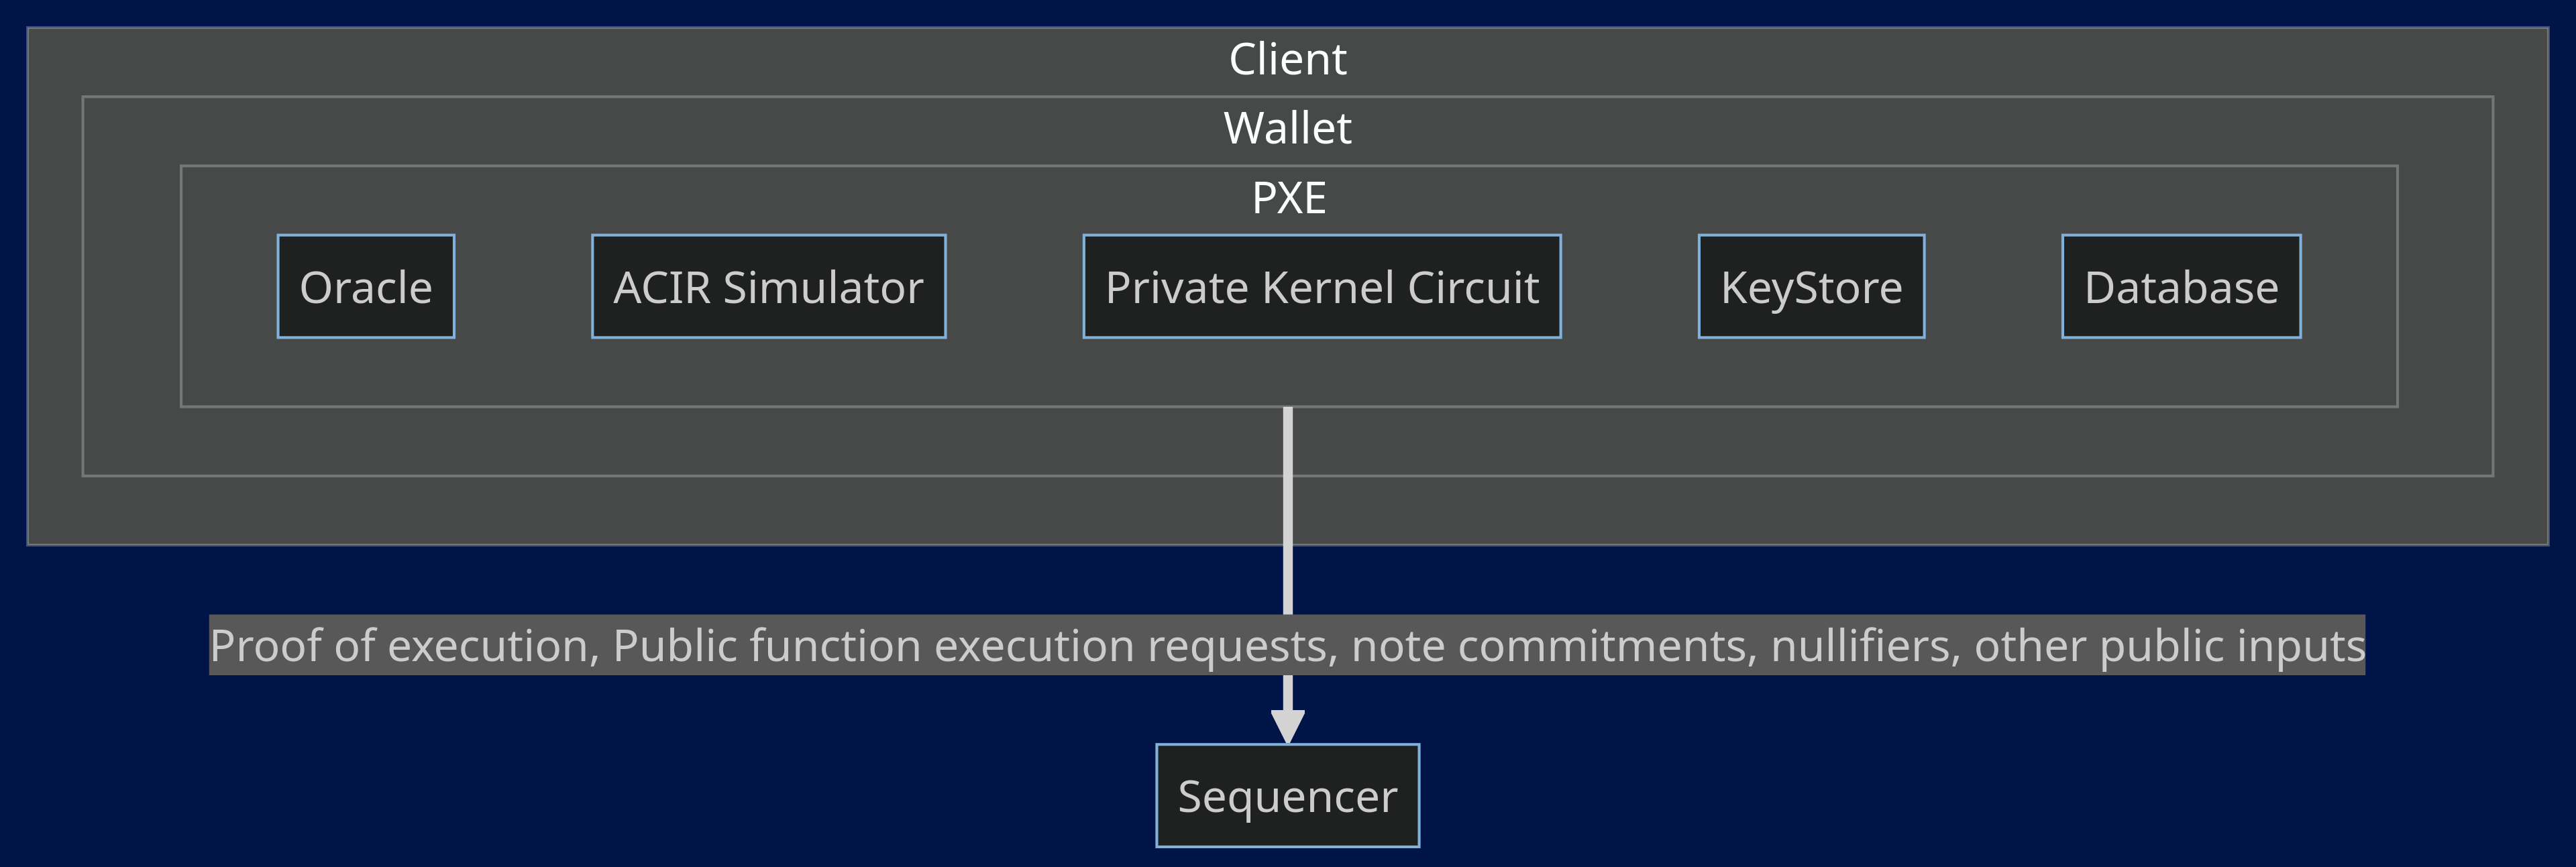 Client
Wallet
PXE
Oracle
ACIR Simulator
Private Kernel Circuit
KeyStore
Database
Proof of execution, Public function execution requests, note commitments, nullifiers, other public inputs
Sequencer